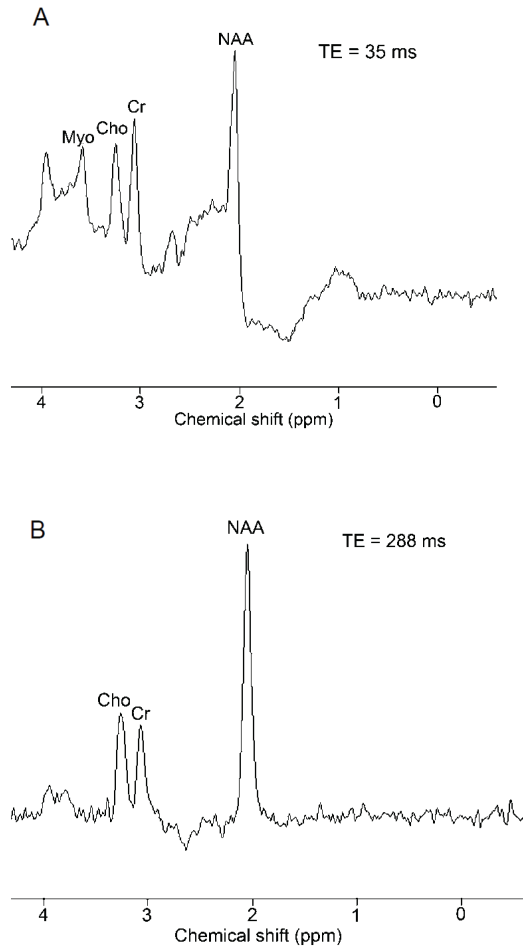 A
NAA
TE = 35 ms
Cr
Cho
Myo
4 3 2 1 0
Chemical shift (ppm)
B
NAA
TE = 288 ms
Cho
Cr
4 3 2 1 0
Chemical shift (ppm)